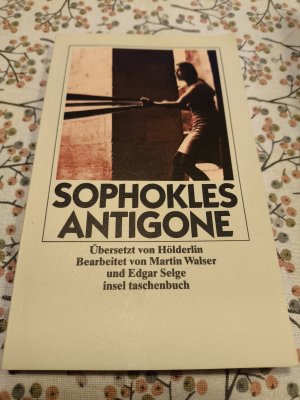 SOPHOKLES
ANTIGONE
Übersetzt von Hölderlin
Bearbeitet von Martin Walser
und Edgar Selge
insel taschenbuch